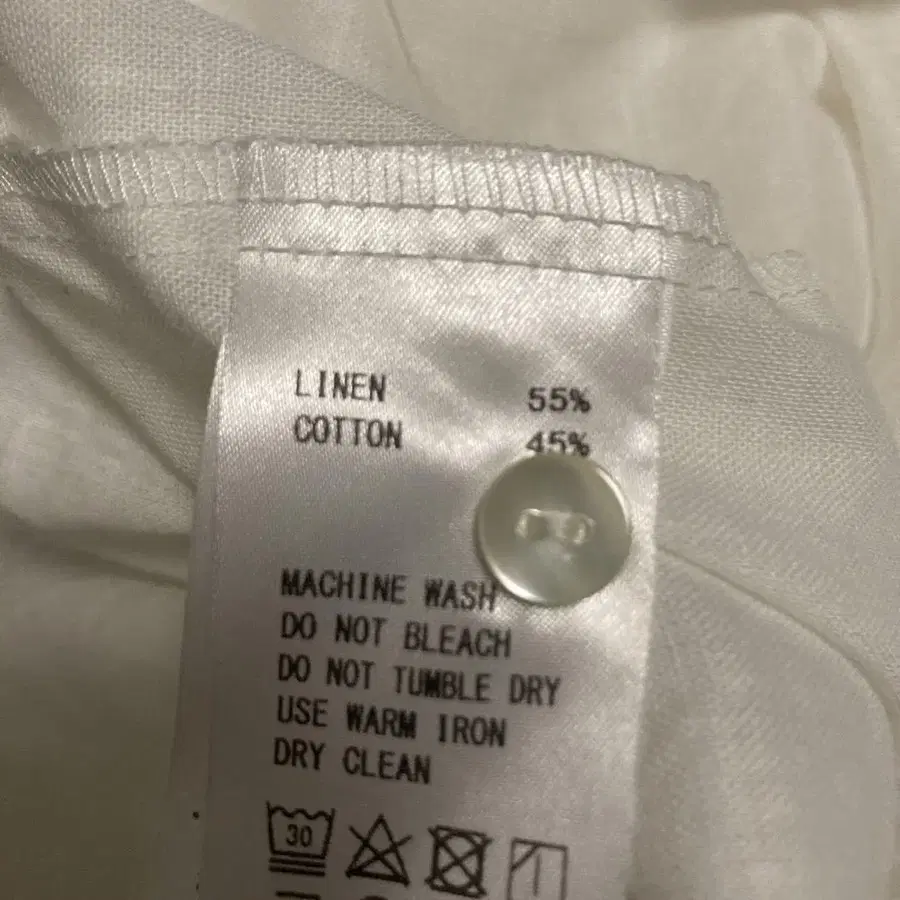 LINEN 55%
COTTON 45%
MACHINE WASH
DO NOT BLEACH
DO NOT TUMBLE DRY
USE WARM IRON
DRY CLEAN
30